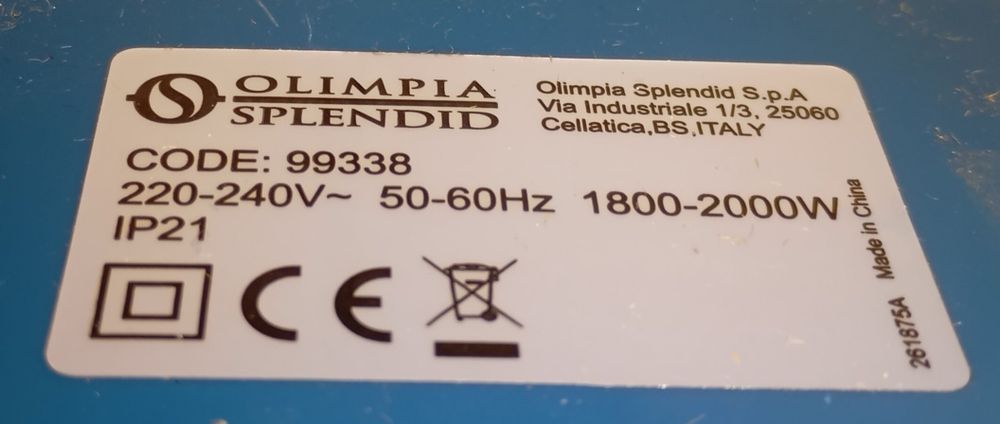 OLIMPIA
SPLENDID
Olimpia Splendid S.p.A
Via Industriale 1/3, 25060
Cellatica,BS,ITALY
CODE: 99338
220-240V~ 50-60Hz 1800-2000W
IP21
CE
261875A Made in China